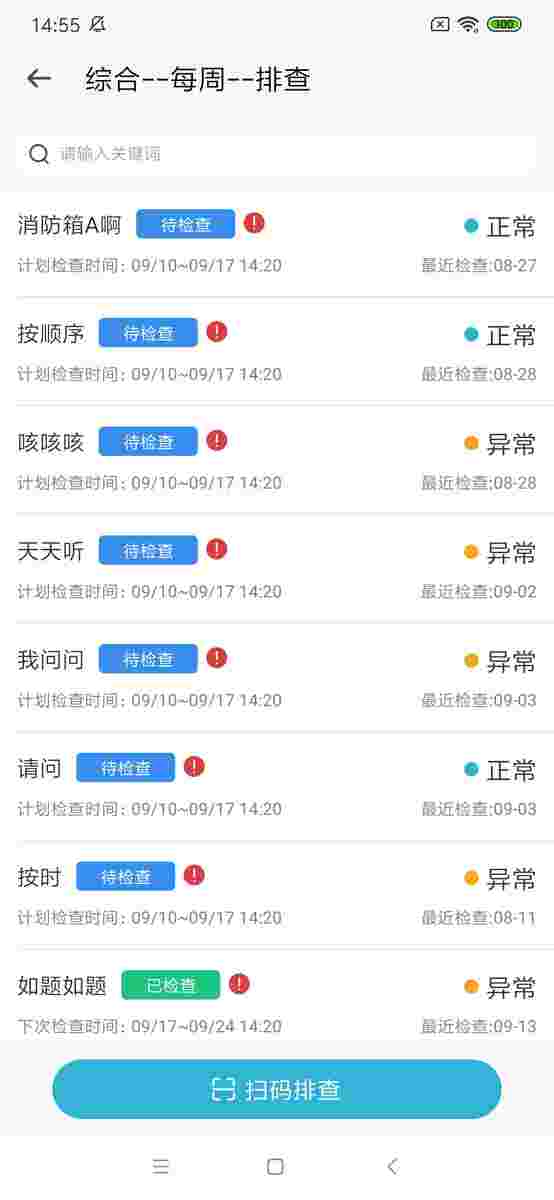 14:55
100
综合--每周--排查
请输入关键词
消防箱A啊 待检查 正常
计划检查时间：09/10~09/17 14:20 最近检查:08-27
按顺序 待检查 正常
计划检查时间：09/10~09/17 14:20 最近检查:08-28
咳咳咳 待检查 异常
计划检查时间：09/10~09/17 14:20 最近检查:08-28
天天听 待检查 异常
计划检查时间：09/10~09/17 14:20 最近检查:09-02
我问问 待检查 异常
计划检查时间：09/10~09/17 14:20 最近检查:09-03
请问 待检查 正常
计划检查时间：09/10~09/17 14:20 最近检查:09-03
按时 待检查 异常
计划检查时间：09/10~09/17 14:20 最近检查:08-11
如题如题 已检查 异常
下次检查时间：09/17~09/24 14:20 最近检查:09-13
扫码排查